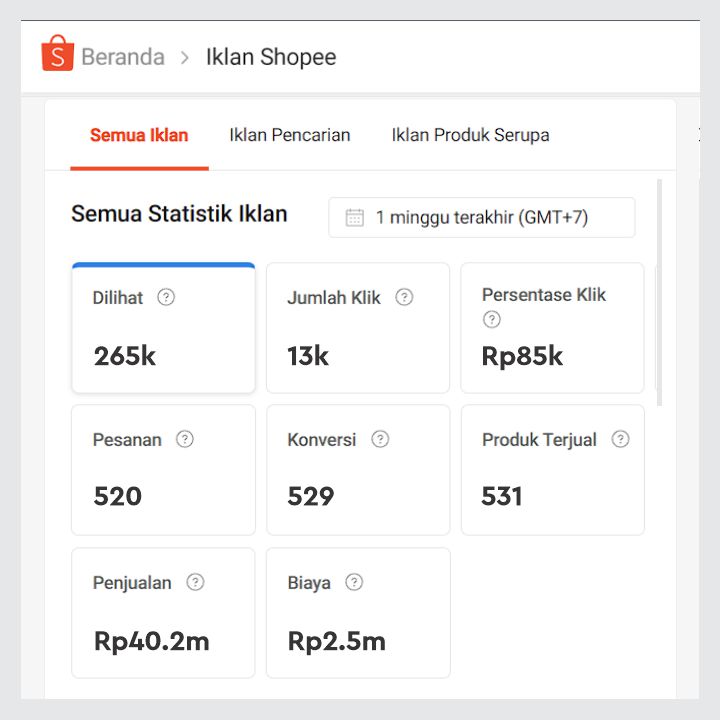 S Beranda > Iklan Shopee
Semua Iklan Iklan Pencarian Iklan Produk Serupa
Semua Statistik Iklan 1 minggu terakhir (GMT+7)
Dilihat ? Jumlah Klik ? Persentase Klik ?
265k 13k Rp85k
Pesanan ? Konversi ? Produk Terjual ?
520 529 531
Penjualan ? Biaya ?
Rp40.2m Rp2.5m